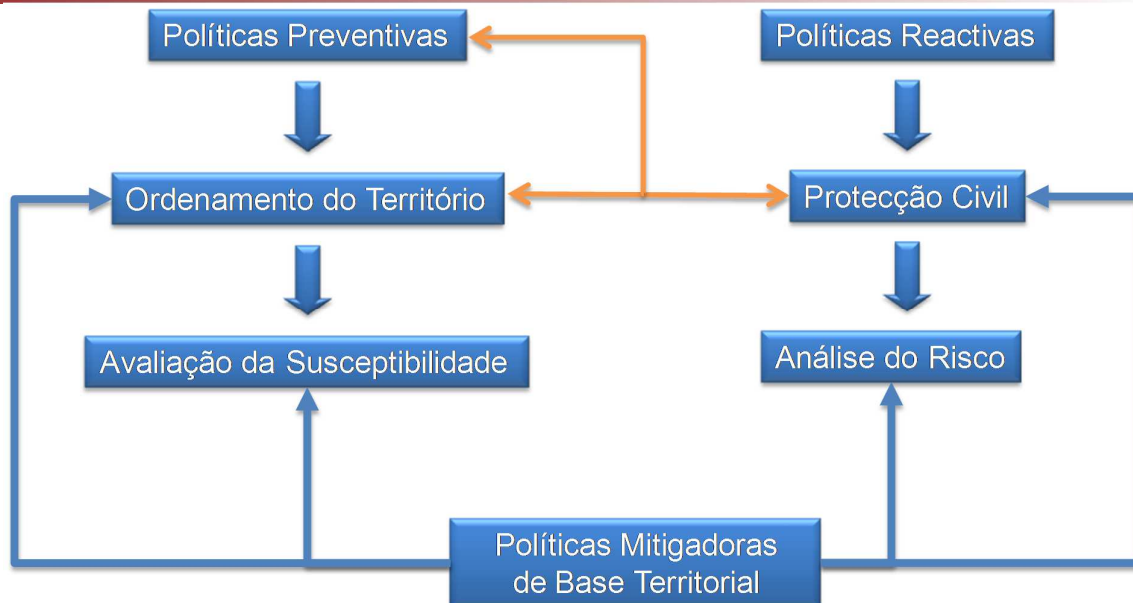 Políticas Preventivas
Políticas Reactivas
Ordenamento do Território
Protecção Civil
Avaliação da Susceptibilidade
Análise do Risco
Políticas Mitigadoras
de Base Territorial